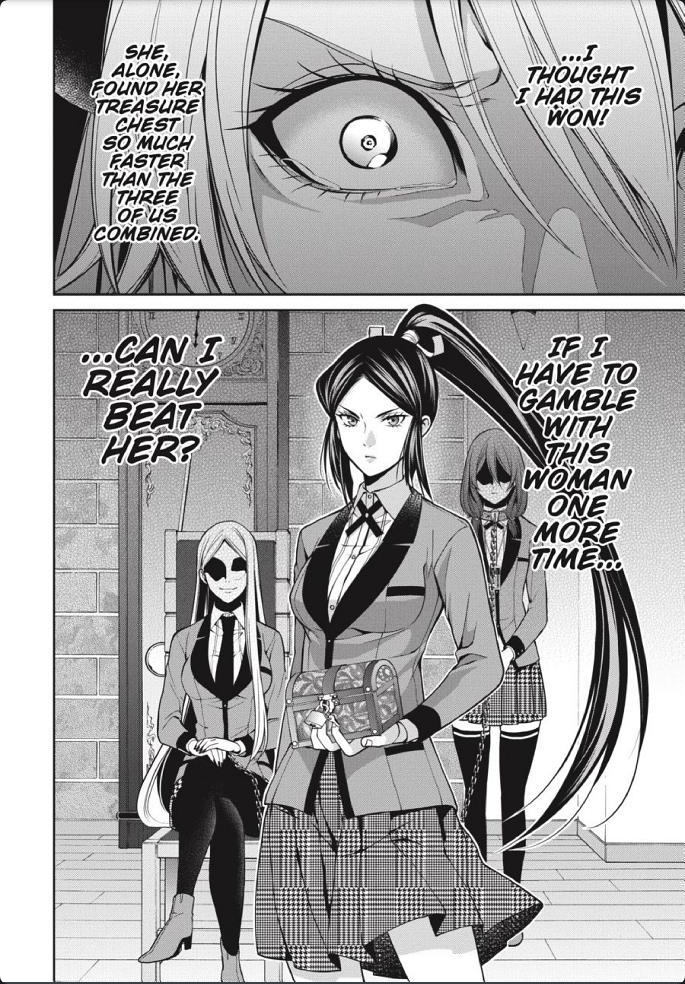 ...I
THOUGHT
I HAD THIS
WON!
SHE,
ALONE,
FOUND HER
TREASURE
CHEST
SO MUCH
FASTER
THAN THE
THREE
OF US
COMBINED.
IF I
HAVE TO
GAMBLE
WITH
THIS
WOMAN
ONE
MORE
TIME...
...CAN I
REALLY
BEAT
HER?